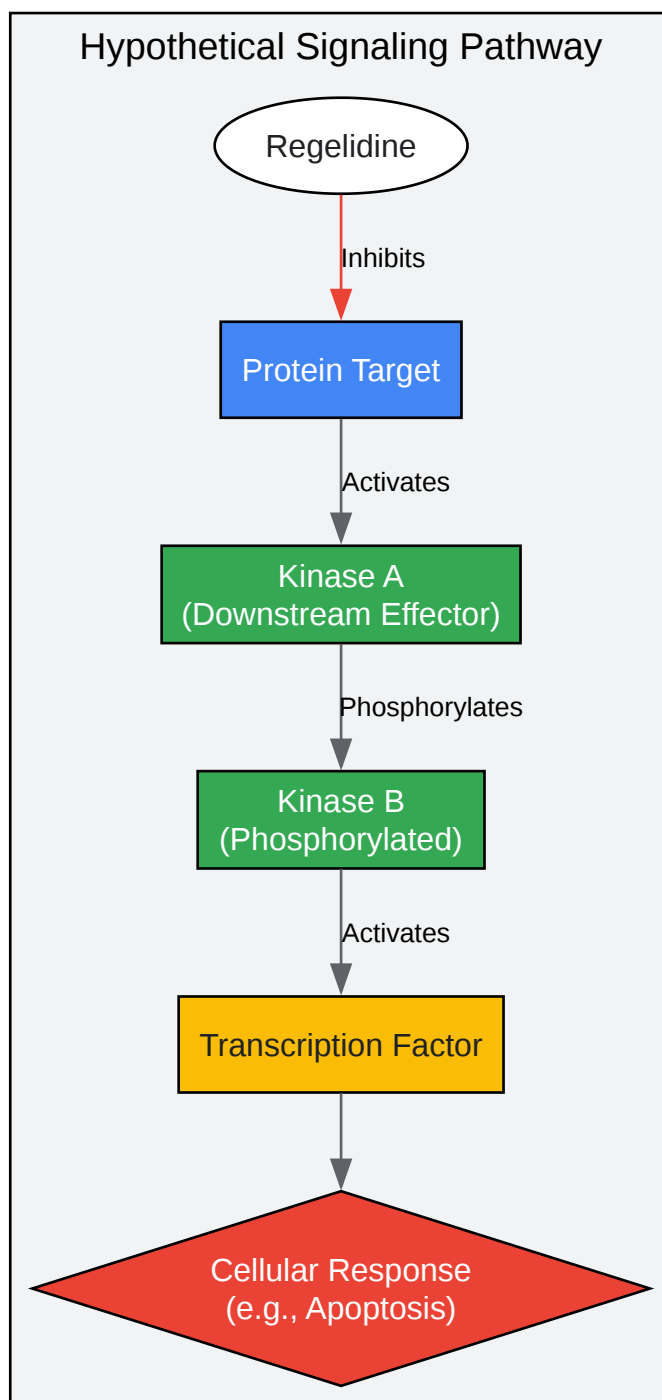 Hypothetical Signaling Pathway
Regelidine
Inhibits
Protein Target
Activates
Kinase A
(Downstream Effector)
Phosphorylates
Kinase B
(Phosphorylated)
Activates
Transcription Factor
Cellular Response
(e.g., Apoptosis)